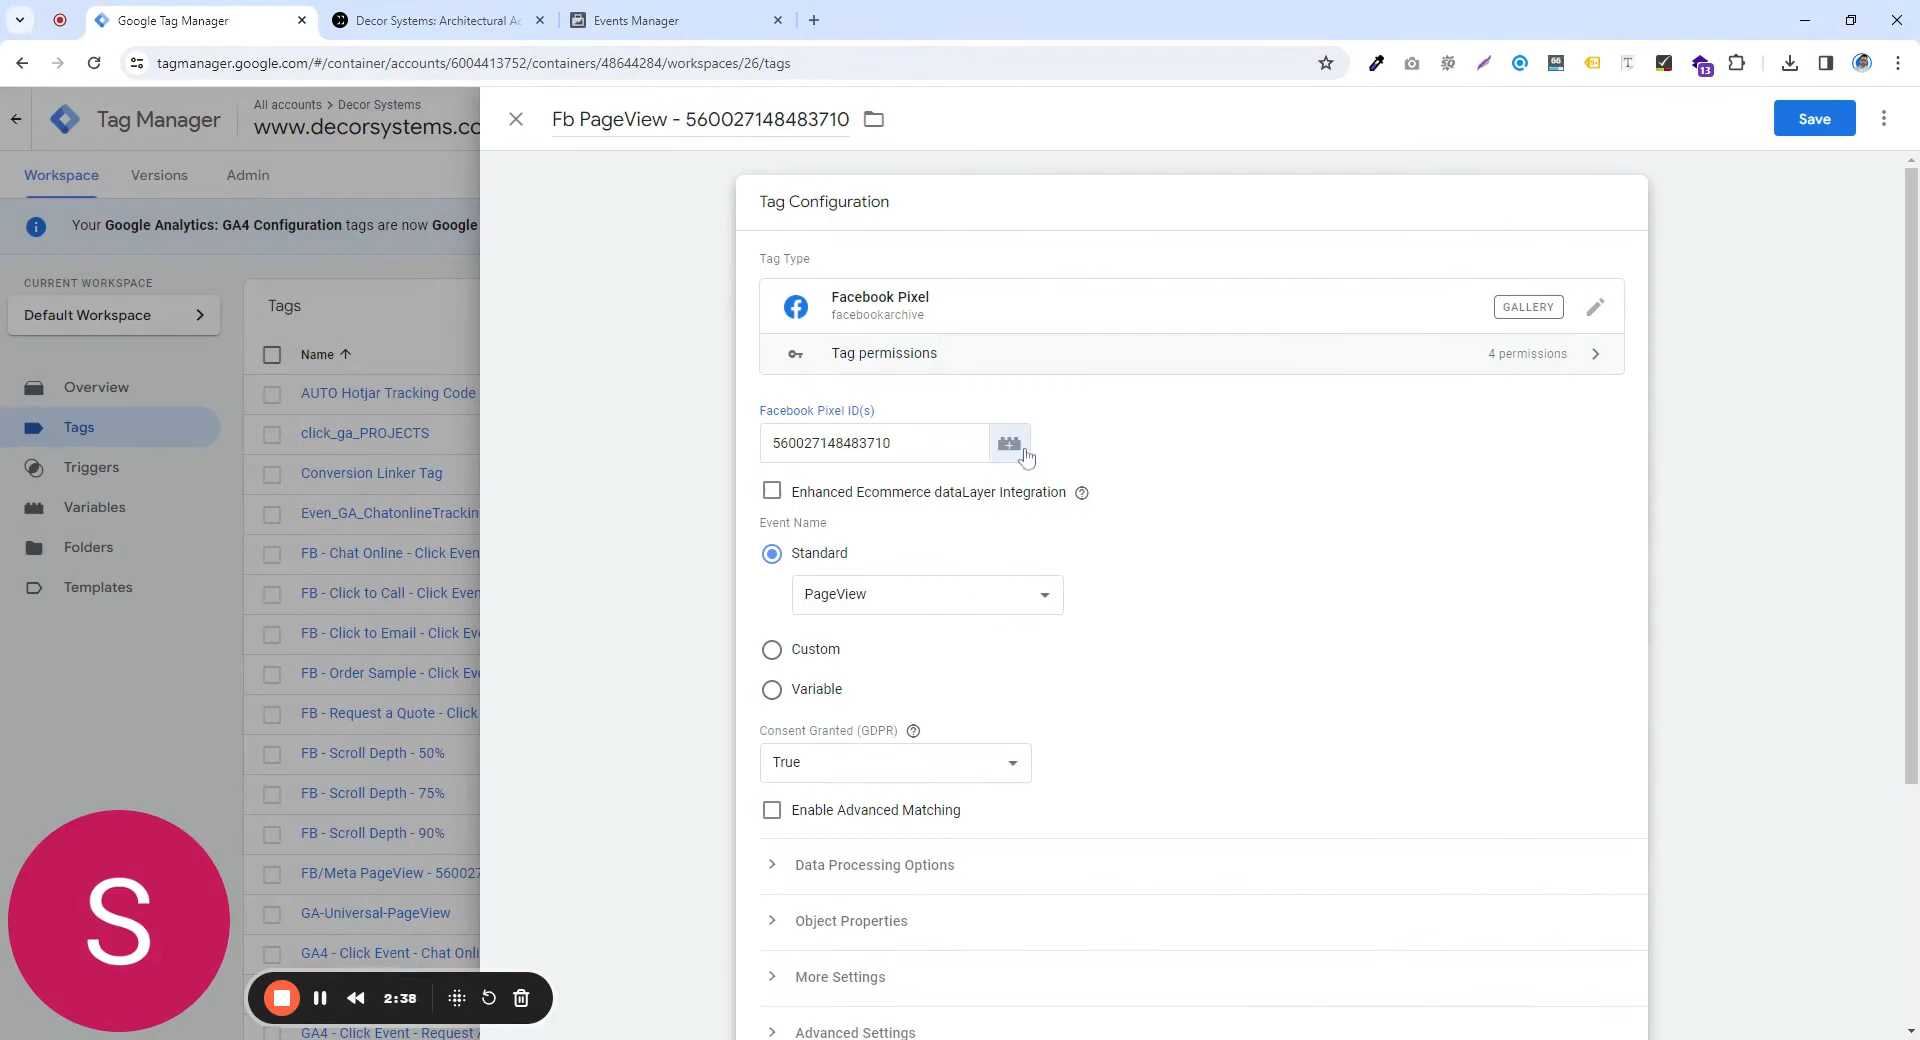 Google Tag Manager
Decor Systems: Architectural Ac
Events Manager
tagmanager.google.com/#/container/accounts/6004413752/containers/48644284/workspaces/26/tags
13
Tag Manager
All accounts > Decor Systems
www.decorsystems.cc
Fb PageView - 560027148483710
Save
Workspace
Versions
Admin
Your Google Analytics: GA4 Configuration tags are now Google
CURRENT WORKSPACE
Default Workspace
Overview
Tags
Triggers
Variables
Folders
Templates
Tags
Name
AUTO Hotjar Tracking Code
click_ga_PROJECTS
Conversion Linker Tag
Even_GA_ChatonlineTrackin
FB - Chat Online - Click Even
FB - Click to Call - Click Even
FB - Click to Email - Click Eve
FB - Order Sample - Click Eve
FB - Request a Quote - Click
FB - Scroll Depth - 50%
FB - Scroll Depth - 75%
FB - Scroll Depth - 90%
FB/Meta PageView - 560027
GA-Universal-PageView
GA4 - Click Event - Chat Onli
GA4 - Click Event - Request A
Tag Configuration
Tag Type
Facebook Pixel
facebookarchive
GALLERY
Tag permissions
4 permissions
Facebook Pixel ID(s)
560027148483710
Enhanced Ecommerce dataLayer Integration
Event Name
Standard
PageView
Custom
Variable
Consent Granted (GDPR)
True
Enable Advanced Matching
Data Processing Options
Object Properties
More Settings
Advanced Settings
S
2:38